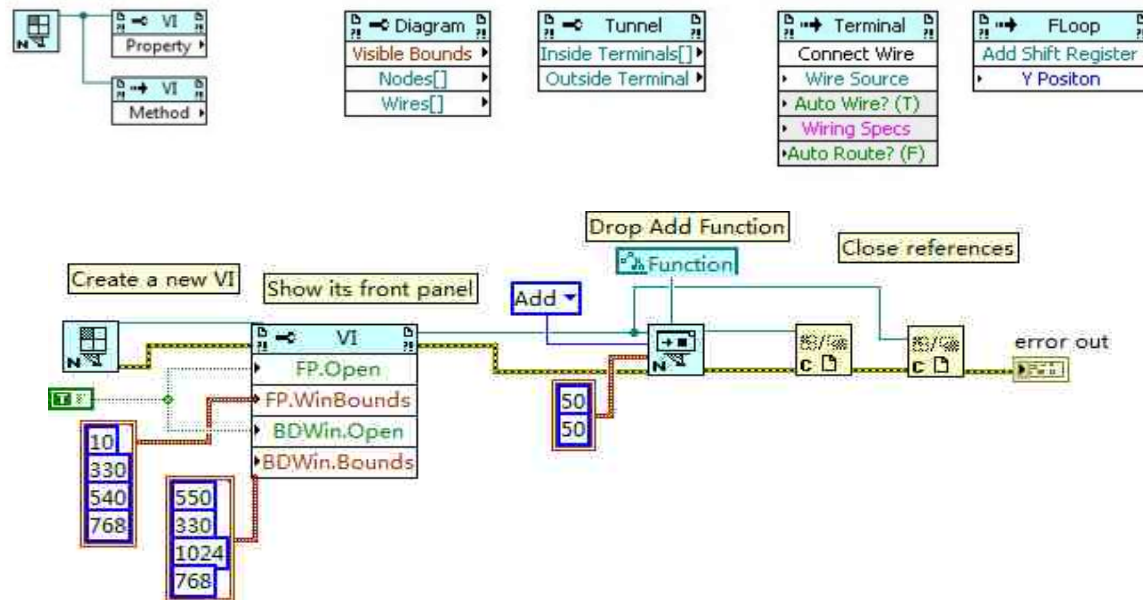 VI
Property
VI
Method
Diagram
Visible Bounds
Nodes[]
Wires[]
Tunnel
Inside Terminals[]
Outside Terminal
Terminal
Connect Wire
Wire Source
Auto Wire? (T)
Wiring Specs
Auto Route? (F)
FLoop
Add Shift Register
Y Positon
Create a new VI
Show its front panel
Drop Add Function
Function
Close references
Add
N
VI
FP.Open
FP.WinBounds
BDWin.Open
BDWin.Bounds
T
10
330
540
768
550
330
1024
768
50
50
N
C
C
error out